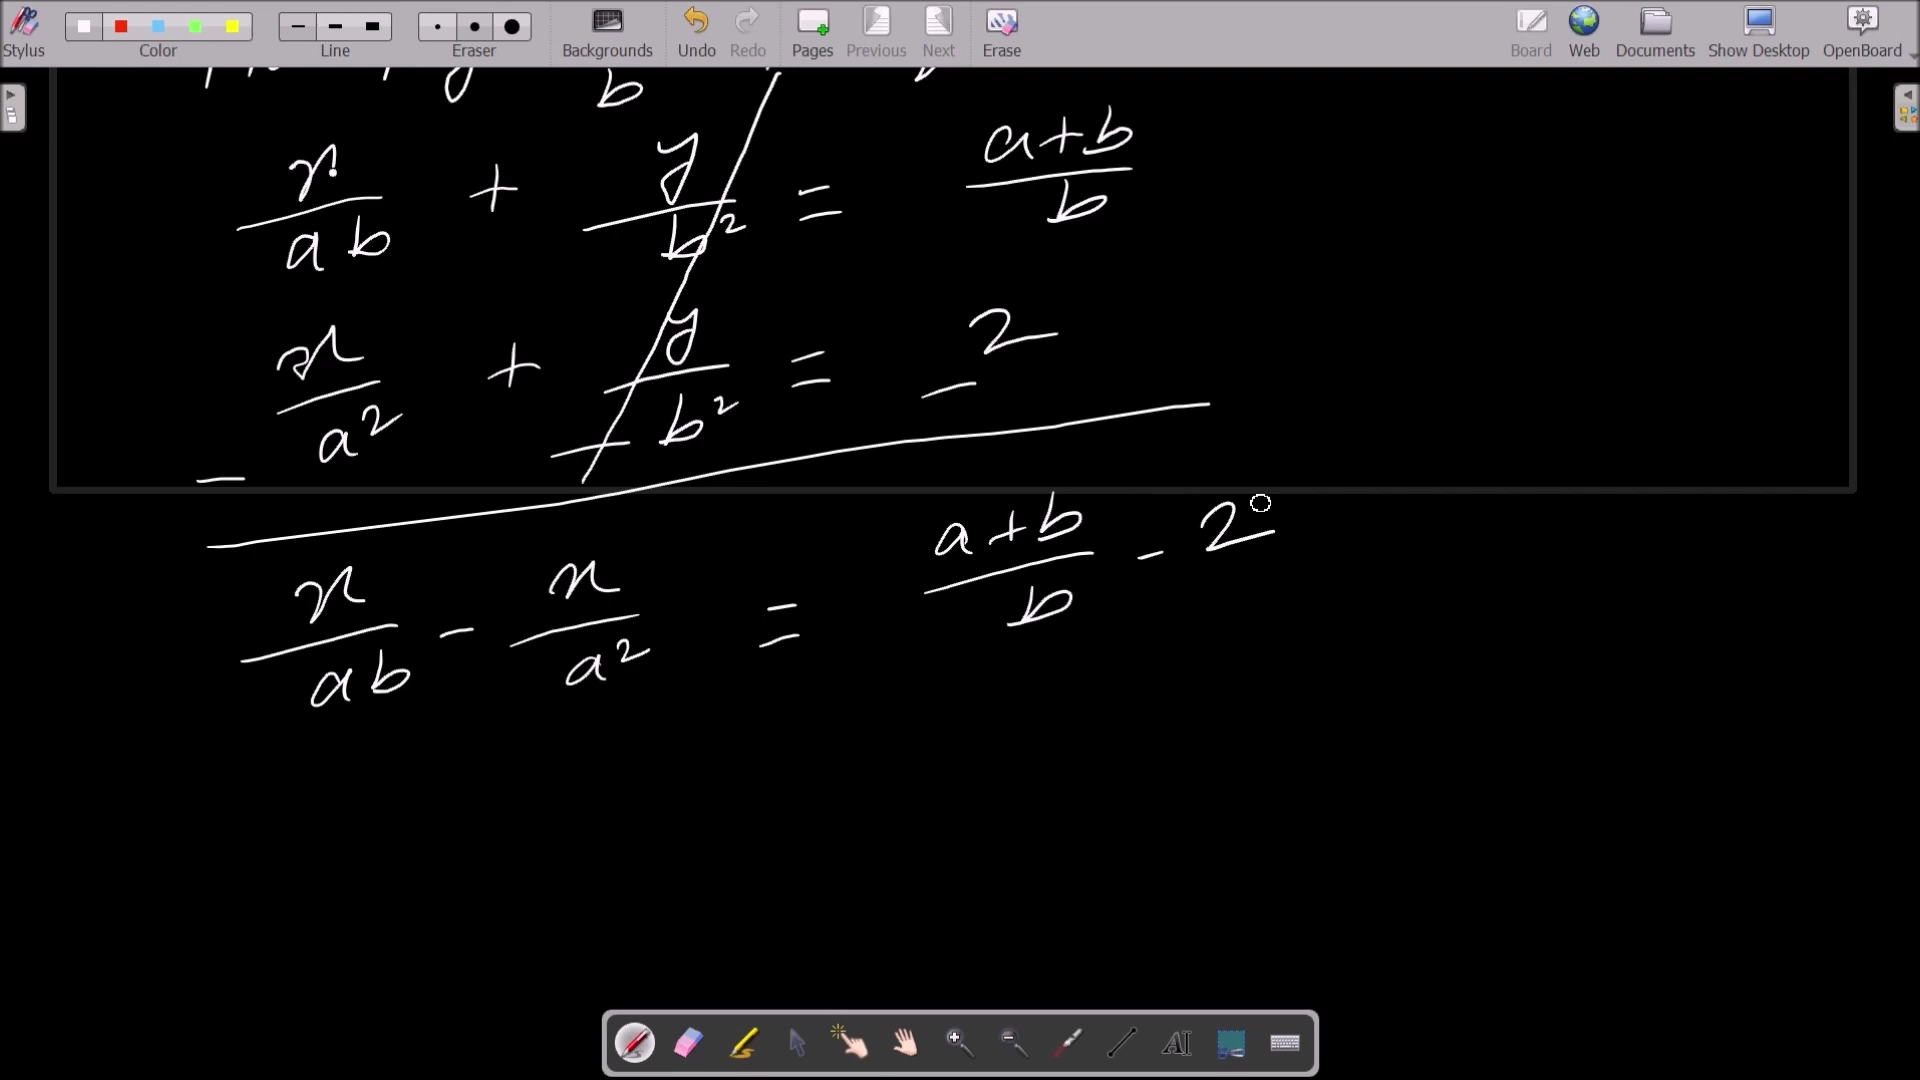 Stylus Color Line Eraser Backgrounds Undo Redo Pages Previous Next Erase Board Web Documents Show Desktop OpenBoard
b
x/ab + y/b² = a+b/b
x/a² + y/b² = 2
− − −
x/ab - x/a² = a+b/b - 2
AI